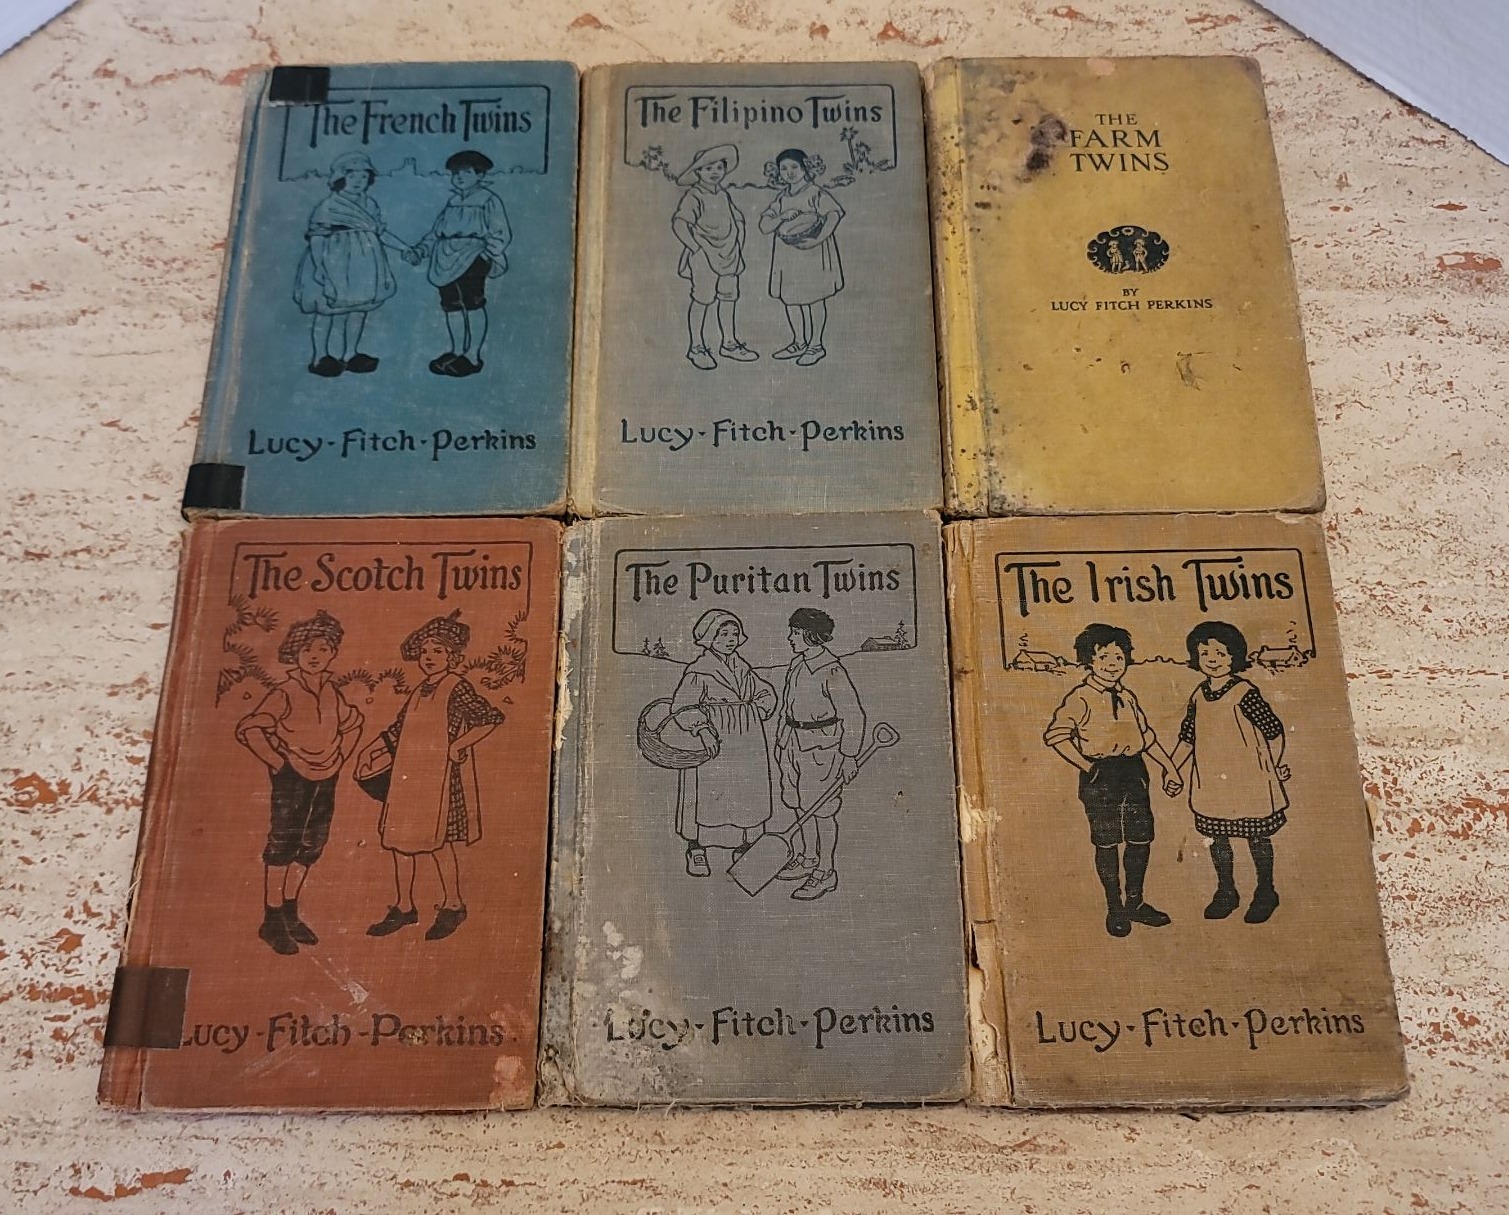 The French Twins
Lucy-Fitch-Perkins
The Filipino Twins
Lucy-Fitch-Perkins
THE
FARM
TWINS
BY
LUCY FITCH PERKINS
The Scotch Twins
Lucy-Fitch-Perkins
The Puritan Twins
Lucy-Fitch-Perkins
The Irish Twins
Lucy-Fitch-Perkins